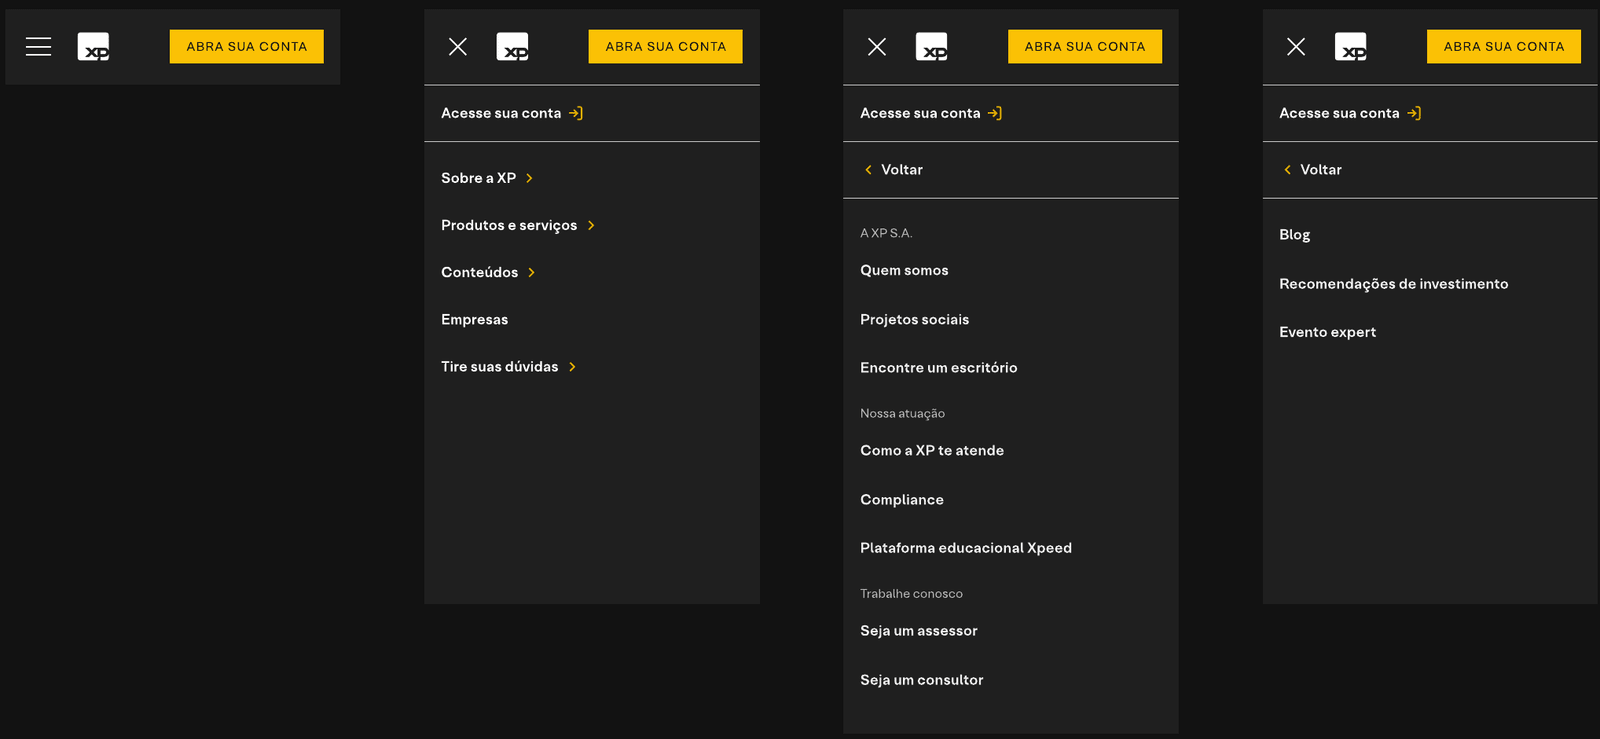 XP
ABRA SUA CONTA
XP
ABRA SUA CONTA
Acesse sua conta
Sobre a XP
Produtos e serviços
Conteúdos
Empresas
Tire suas dúvidas
XP
ABRA SUA CONTA
Acesse sua conta
Voltar
A XP S.A.
Quem somos
Projetos sociais
Encontre um escritório
Nossa atuação
Como a XP te atende
Compliance
Plataforma educacional Xpeed
Trabalhe conosco
Seja um assessor
Seja um consultor
XP
ABRA SUA CONTA
Acesse sua conta
Voltar
Blog
Recomendações de investimento
Evento expert